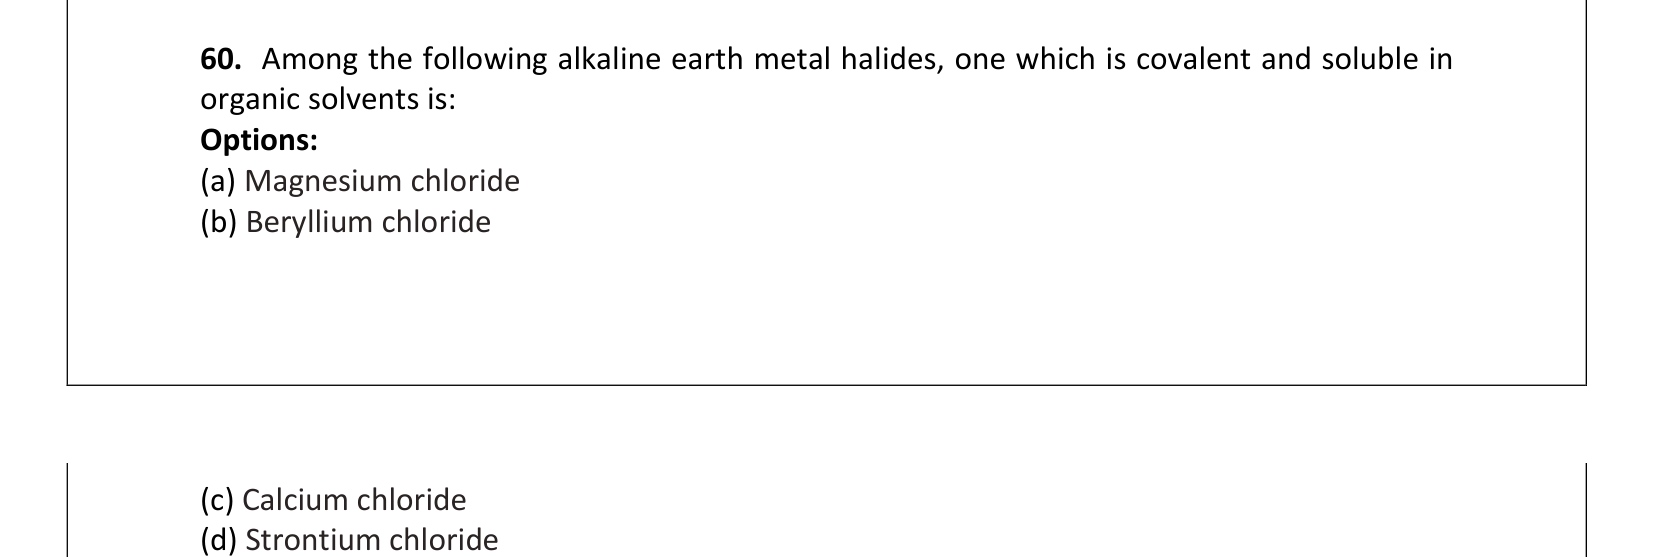 60. Among the following alkaline earth metal halides, one which is covalent and soluble in
organic solvents is:
Options:
(a) Magnesium chloride
(b) Beryllium chloride
(c) Calcium chloride
(d) Strontium chloride